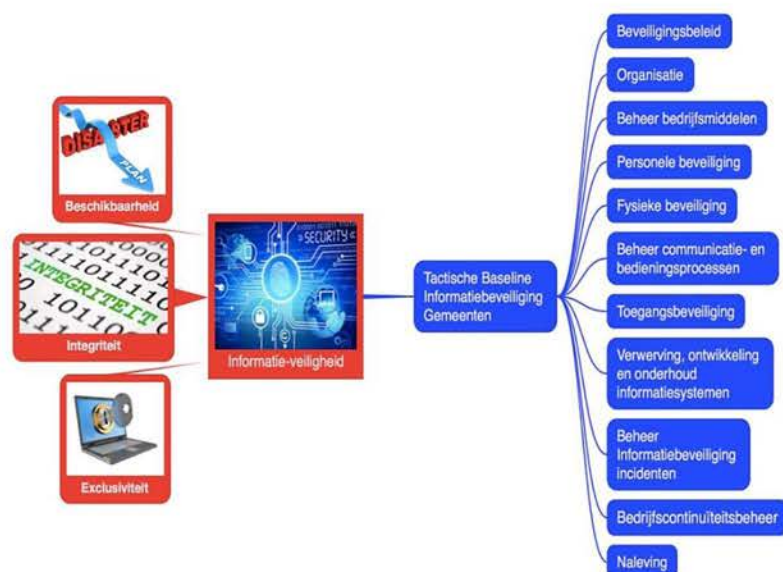 DISASTER
PLAN
Beschikbaarheid
INTEGRITEIT
Integriteit
Exclusiviteit
SECURITY
Informatie-veiligheid
Tactische Baseline
Informatiebeveiliging
Gemeenten
Beveiligingsbeleid
Organisatie
Beheer bedrijfsmiddelen
Personele beveiliging
Fysieke beveiliging
Beheer communicatie- en
bedieningsprocessen
Toegangsbeveiliging
Verwerving, ontwikkeling
en onderhoud
informatiesystemen
Beheer
Informatiebeveiliging
incidenten
Bedrijfscontinuïteitsbeheer
Naleving